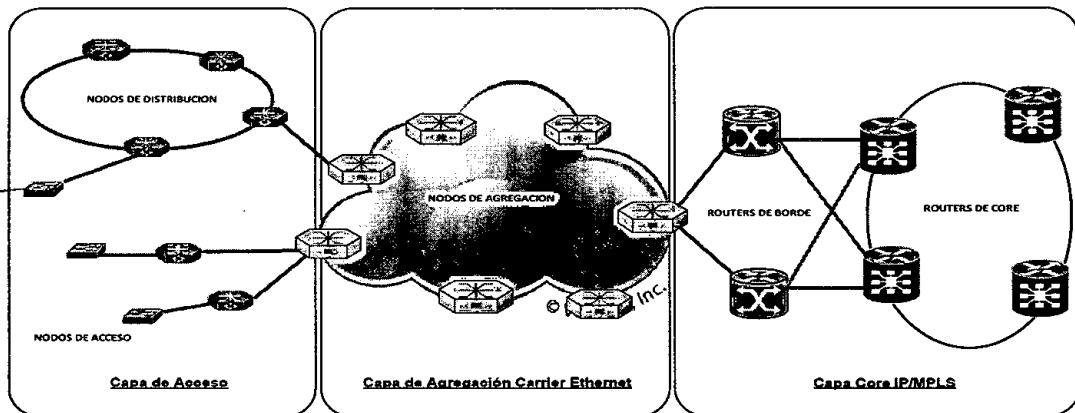 NODOS DE DISTRIBUCION
NODOS DE ACCESO
Capa de Acceso
NODOS DE AGREGACION
© Inc.
Capa de Agregación Carrier Ethernet
ROUTERS DE BORDE
ROUTERS DE CORE
Capa Core IP/MPLS